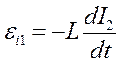 ε_{i1} = −L dI_2/dt